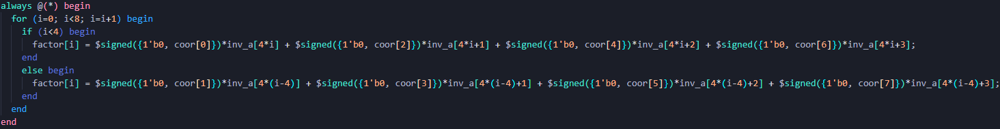 always @(*) begin
  for (i=0; i<8; i=i+1) begin
    if (i<4) begin
      factor[i] = $signed({1'b0, coor[0]})*inv_a[4*i] + $signed({1'b0, coor[2]})*inv_a[4*i+1] + $signed({1'b0, coor[4]})*inv_a[4*i+2] + $signed({1'b0, coor[6]})*inv_a[4*i+3];
    end
    else begin
      factor[i] = $signed({1'b0, coor[1]})*inv_a[4*(i-4)] + $signed({1'b0, coor[3]})*inv_a[4*(i-4)+1] + $signed({1'b0, coor[5]})*inv_a[4*(i-4)+2] + $signed({1'b0, coor[7]})*inv_a[4*(i-4)+3];
    end
  end
end